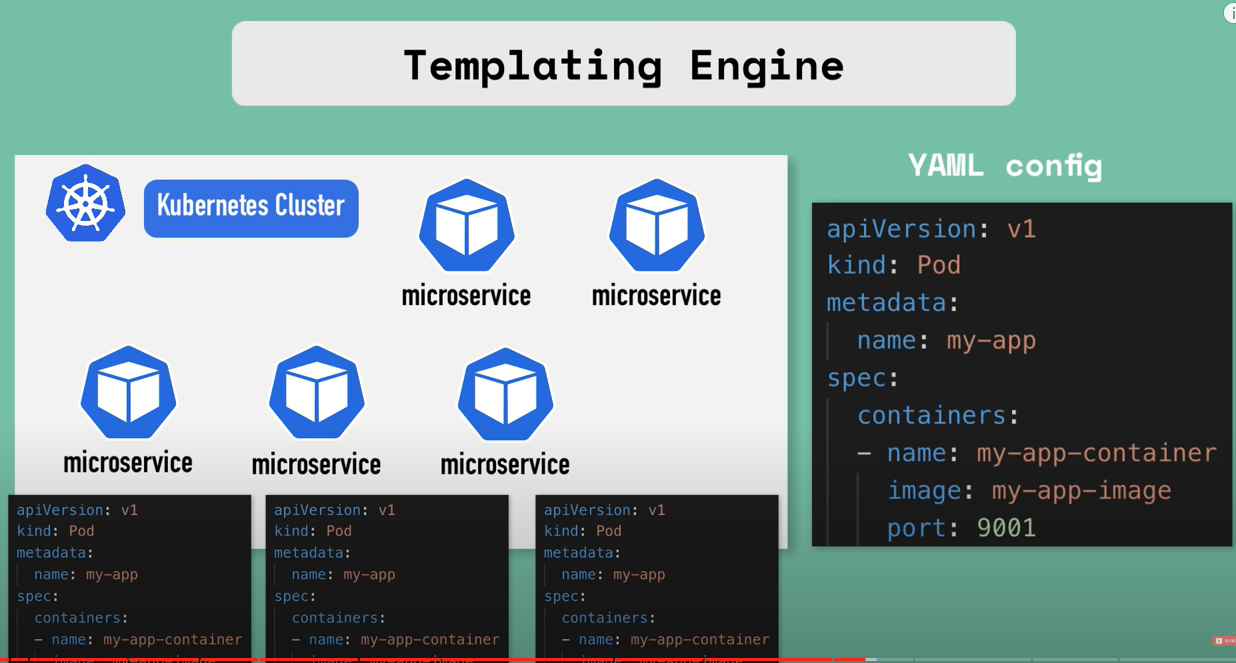 Templating Engine
Kubernetes Cluster
microservice
microservice
microservice
microservice
microservice
YAML config
apiVersion: v1
kind: Pod
metadata:
name: my-app
spec:
containers:
- name: my-app-container
image: my-app-image
port: 9001
apiVersion: v1
kind: Pod
metadata:
name: my-app
spec:
containers:
- name: my-app-container
apiVersion: v1
kind: Pod
metadata:
name: my-app
spec:
containers:
- name: my-app-container
apiVersion: v1
kind: Pod
metadata:
name: my-app
spec:
containers:
- name: my-app-container